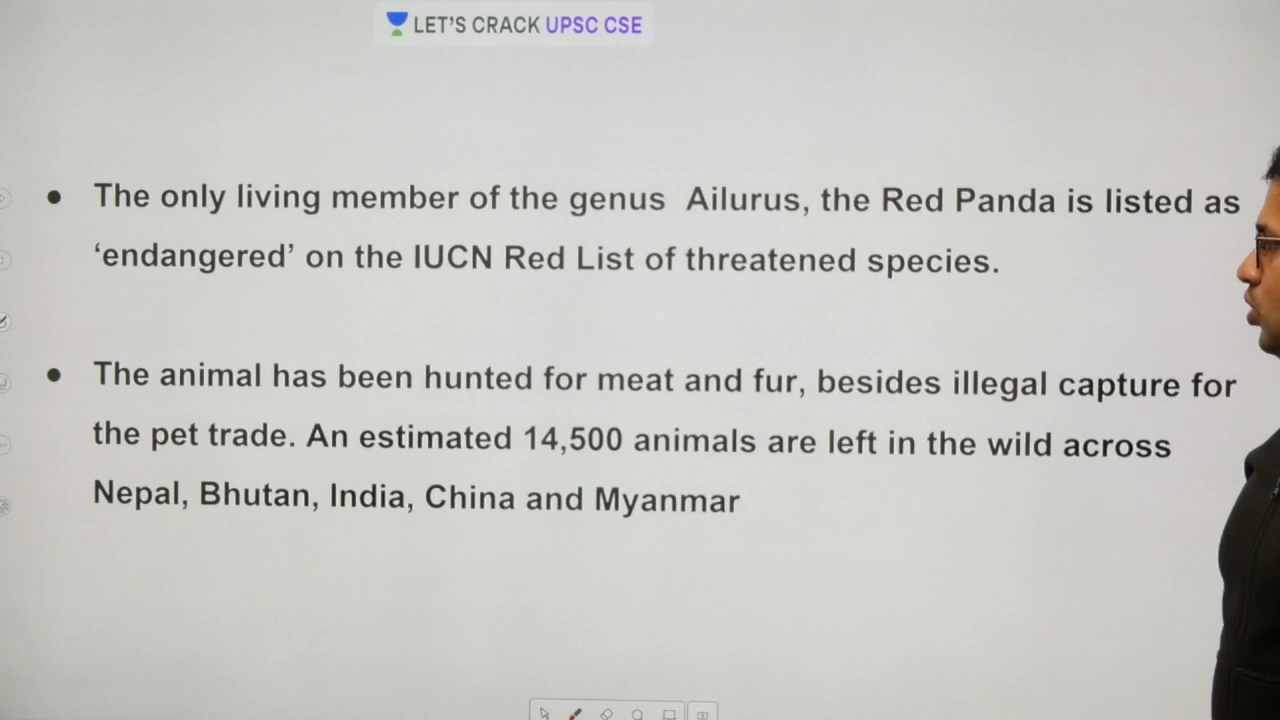 LET'S CRACK UPSC CSE
• The only living member of the genus Ailurus, the Red Panda is listed as
‘endangered’ on the IUCN Red List of threatened species.
• The animal has been hunted for meat and fur, besides illegal capture for
the pet trade. An estimated 14,500 animals are left in the wild across
Nepal, Bhutan, India, China and Myanmar